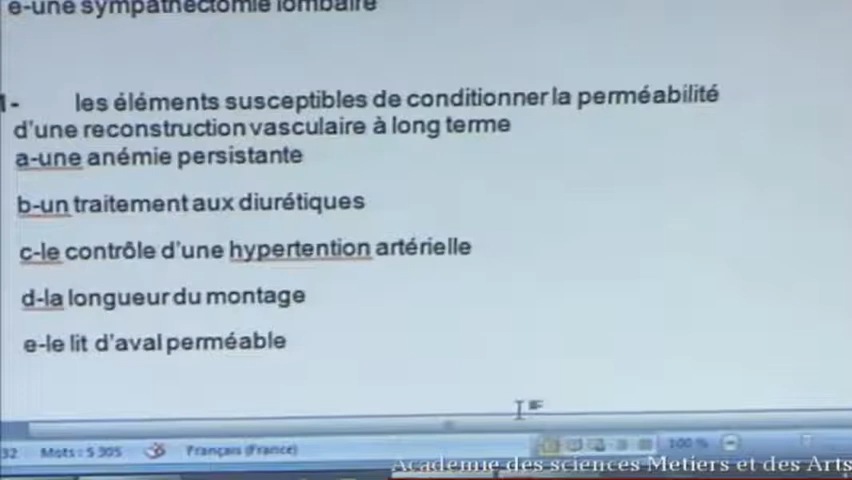 e-une sympathectomie lombaire
1- les éléments susceptibles de conditionner la perméabilité
d'une reconstruction vasculaire à long terme
a-une anémie persistante
b-un traitement aux diurétiques
c-le contrôle d'une hypertention artérielle
d-la longueur du montage
e-le lit d'aval perméable
32 Mots : 5 305 Français (France) 100 %
Academie des sciences Metiers et des Arts